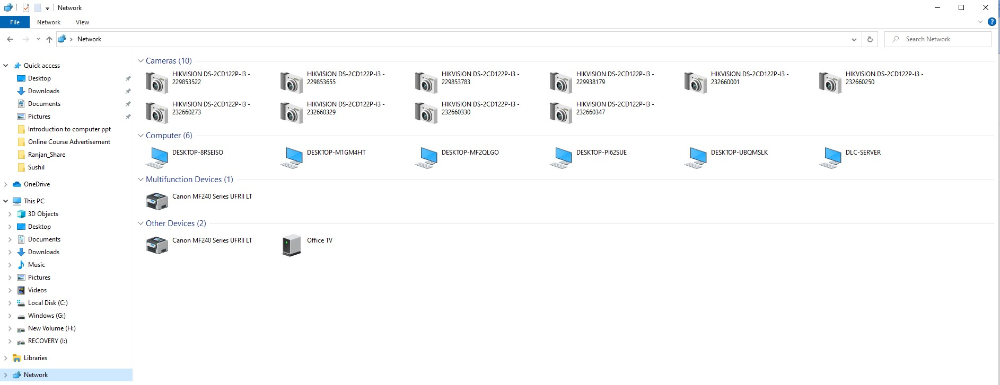 Network
File
Network
View
Network
Search Network
Quick access
Desktop
Downloads
Documents
Pictures
Introduction to computer ppt
Online Course Advertisement
Ranjan_Share
Sushil
OneDrive
This PC
3D Objects
Desktop
Documents
Downloads
Music
Pictures
Videos
Local Disk (C:)
Windows (G:)
New Volume (H:)
RECOVERY (I:)
Libraries
Network
Cameras (10)
HIKVISION DS-2CD122P-I3 -
229853522
HIKVISION DS-2CD122P-I3 -
229853655
HIKVISION DS-2CD122P-I3 -
229853783
HIKVISION DS-2CD122P-I3 -
229938179
HIKVISION DS-2CD122P-I3 -
232660001
HIKVISION DS-2CD122P-I3 -
232660250
HIKVISION DS-2CD122P-I3 -
232660273
HIKVISION DS-2CD122P-I3 -
232660329
HIKVISION DS-2CD122P-I3 -
232660330
HIKVISION DS-2CD122P-I3 -
232660347
Computer (6)
DESKTOP-8RSEISO
DESKTOP-M1GM4HT
DESKTOP-MF2QLGO
DESKTOP-PI62SUE
DESKTOP-UBQMSLK
DLC-SERVER
Multifunction Devices (1)
Canon MF240 Series UFRII LT
Other Devices (2)
Canon MF240 Series UFRII LT
Office TV